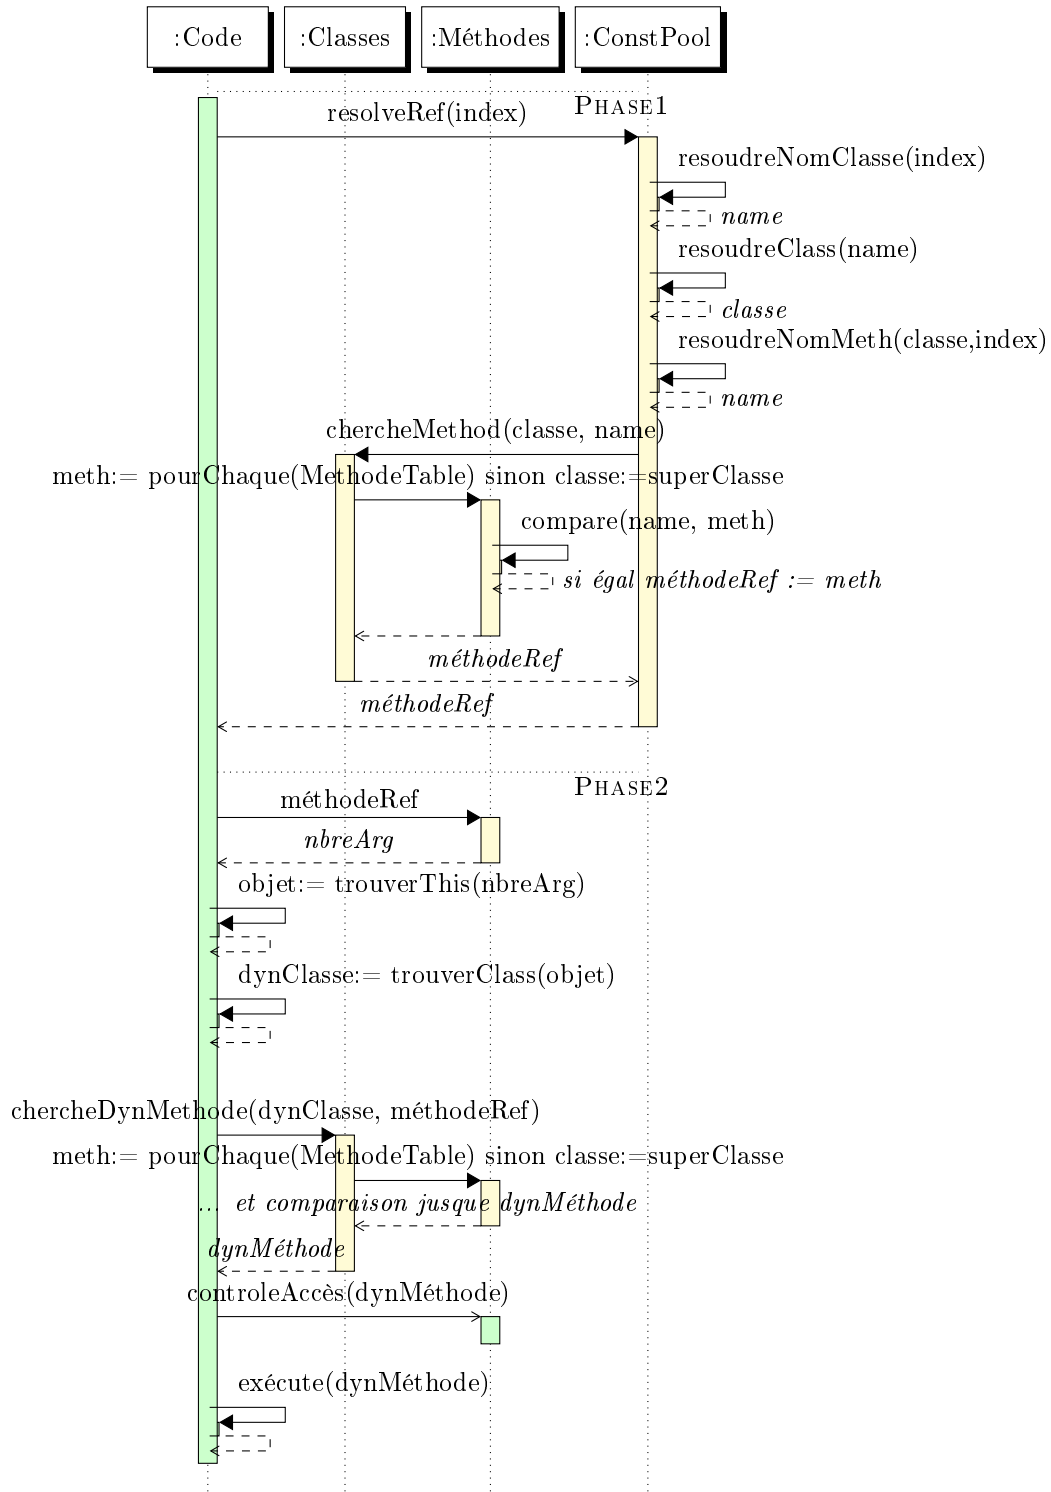 :Code :Classes :Méthodes :ConstPool
PHASE1
resolveRef(index)
resoudreNomClasse(index)
name
resoudreClass(name)
classe
resoudreNomMeth(classe,index)
name
chercheMethod(classe, name)
meth:= pourChaque(MethodeTable) sinon classe:=superClasse
compare(name, meth)
si égal méthodeRef := meth
méthodeRef
méthodeRef
PHASE2
méthodeRef
nbreArg
objet:= trouverThis(nbreArg)
dynClasse:= trouverClass(objet)
chercheDynMethode(dynClasse, méthodeRef)
meth:= pourChaque(MethodeTable) sinon classe:=superClasse
... et comparaison jusque dynMéthode
dynMéthode
controleAccès(dynMéthode)
exécute(dynMéthode)